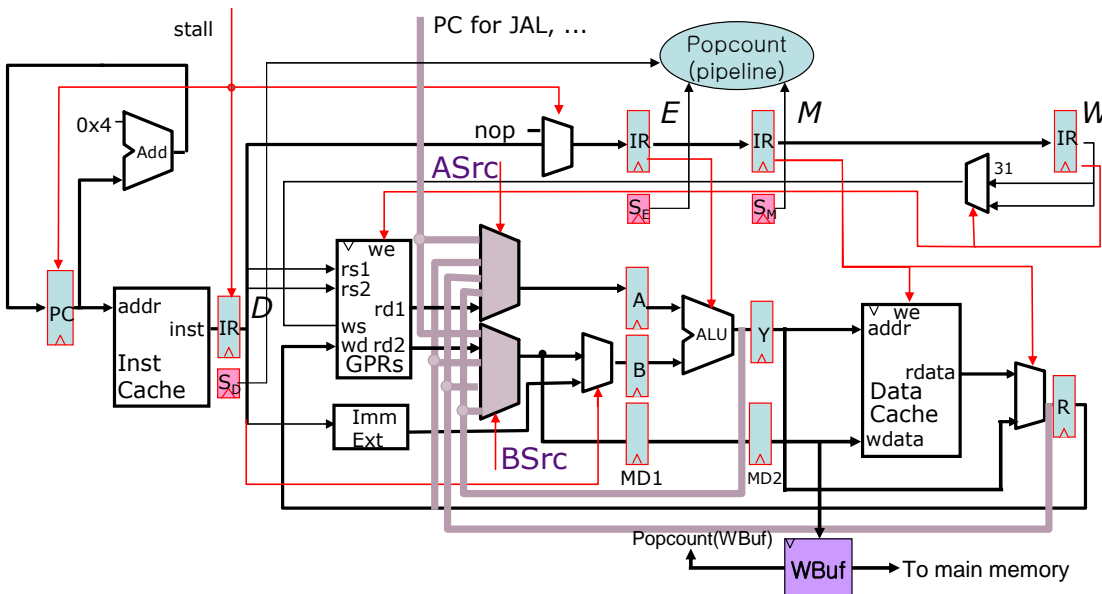 stall
PC for JAL, ...
Popcount
(pipeline)
E
M
W
0x4
Add
nop
IR
IR
IR
31
ASrc
S_E
S_M
we
rs1
rs2
rd1
ws
wd rd2
GPRs
PC
addr
inst
Inst
Cache
IR
D
S_D
A
B
ALU
Y
we
addr
rdata
Data
Cache
wdata
R
Imm
Ext
BSrc
MD1
MD2
Popcount(WBuf)
WBuf
To main memory